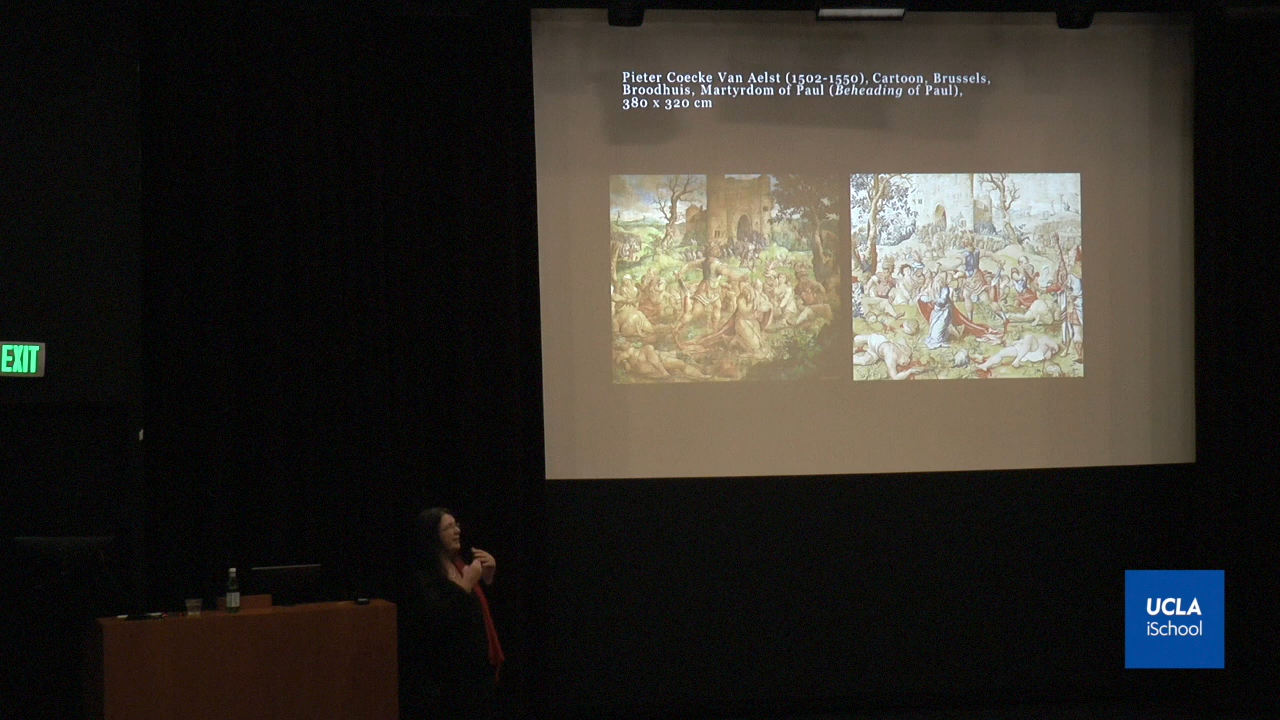 Pieter Coecke Van Aelst (1502-1550), Cartoon, Brussels,
Broodhuis, Martyrdom of Paul (Beheading of Paul),
380 x 320 cm
EXIT
UCLA
iSchool